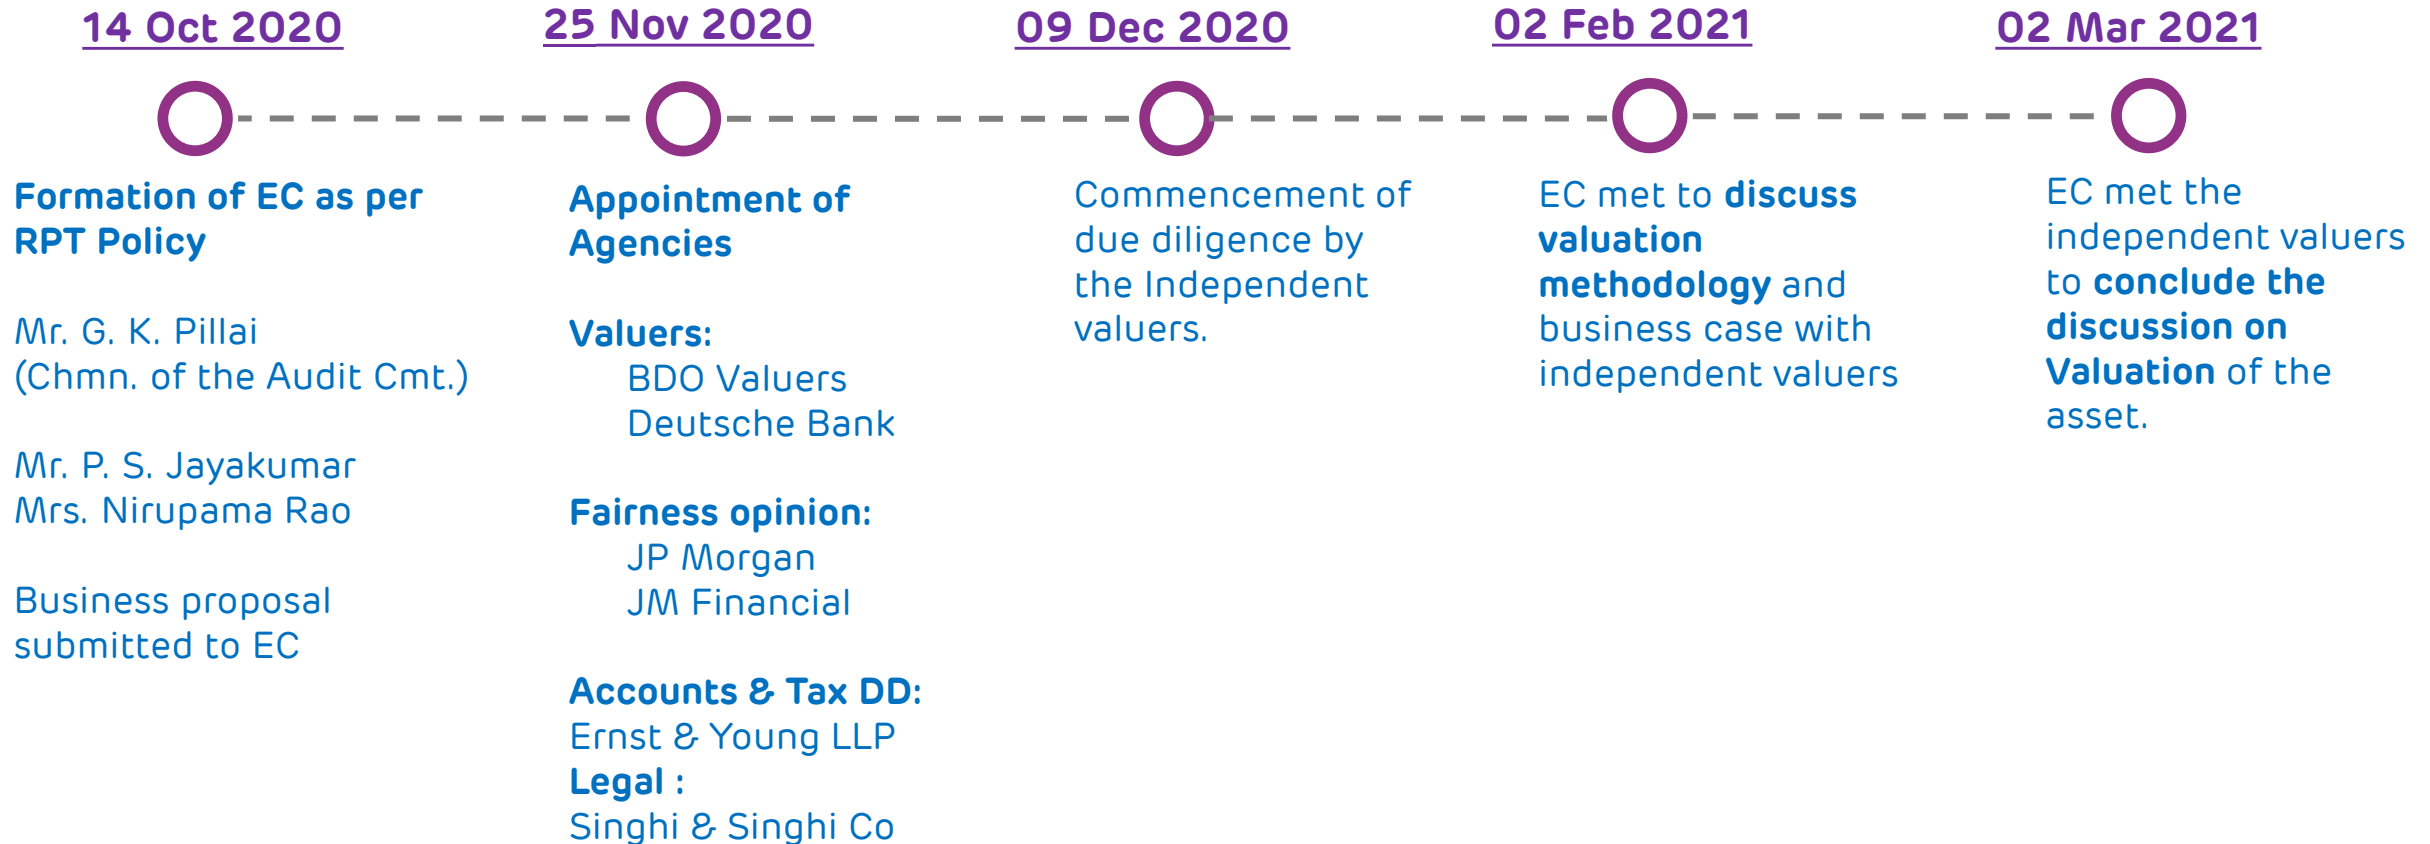 14 Oct 2020
Formation of EC as per
RPT Policy
Mr. G. K. Pillai
(Chmn. of the Audit Cmt.)
Mr. P. S. Jayakumar
Mrs. Nirupama Rao
Business proposal
submitted to EC
25 Nov 2020
Appointment of
Agencies
Valuers:
BDO Valuers
Deutsche Bank
Fairness opinion:
JP Morgan
JM Financial
Accounts & Tax DD:
Ernst & Young LLP
Legal :
Singhi & Singhi Co
09 Dec 2020
Commencement of
due diligence by
the Independent
valuers.
02 Feb 2021
EC met to discuss
valuation
methodology and
business case with
independent valuers
02 Mar 2021
EC met the
independent valuers
to conclude the
discussion on
Valuation of the
asset.